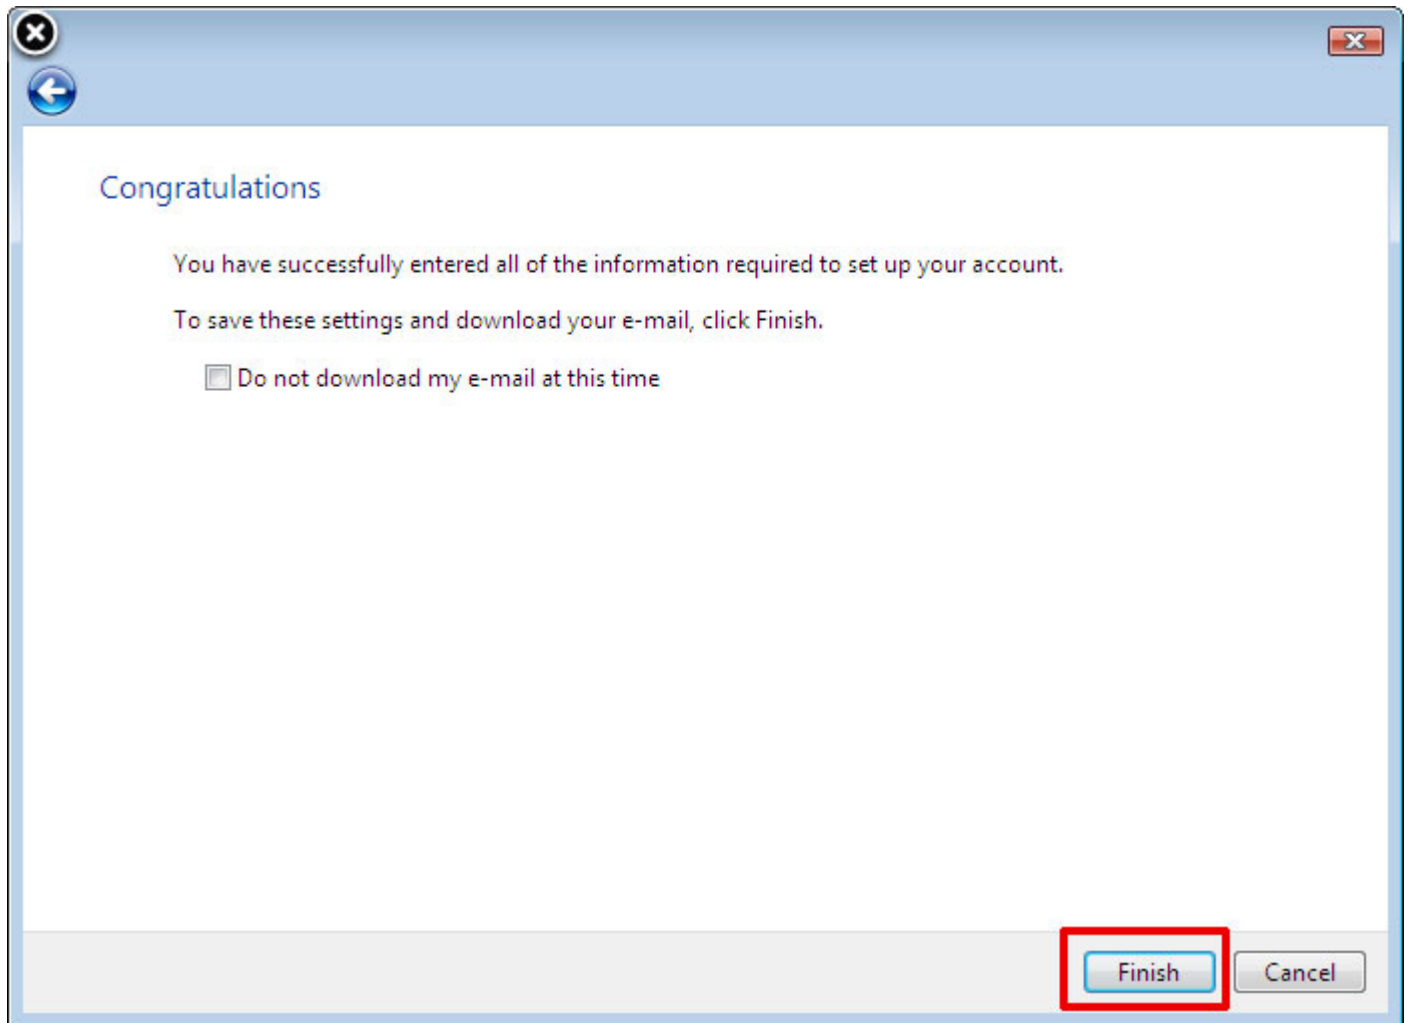 Congratulations
You have successfully entered all of the information required to set up your account.
To save these settings and download your e-mail, click Finish.
Do not download my e-mail at this time
Finish
Cancel